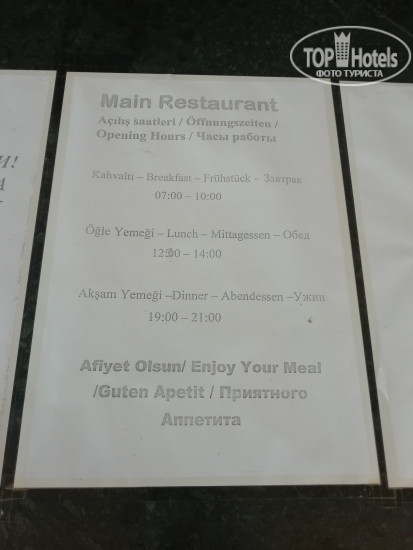 TOP Hotels
ФОТО ТУРИСТА
Main Restaurant
Açılış saatleri / Öffnungszeiten /
Opening Hours / Часы работы
Kahvaltı – Breakfast – Frühstück - Завтрак
07:00 – 10:00
Öğle Yemeği – Lunch – Mittagessen – Обед
12:00 – 14:00
Akşam Yemeği –Dinner – Abendessen –Ужин
19:00 – 21:00
Afiyet Olsun/ Enjoy Your Meal
/Guten Apetit / Приятного
Аппетита
И!
А